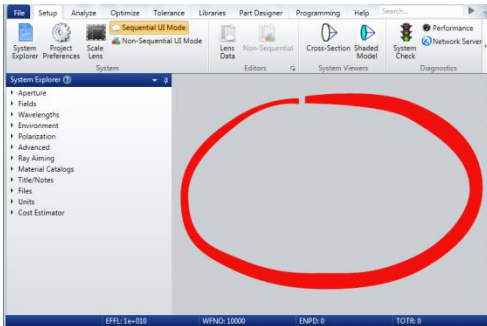 File Setup Analyze Optimize Tolerance Libraries Part Designer Programming Help Search...
System Explorer Project Preferences Scale Lens Sequential UI Mode Non-Sequential UI Mode Lens Data Non-Sequential Cross-Section Shaded Model System Check Performance Network Server
System Editors System Viewers Diagnostics
System Explorer
Aperture
Fields
Wavelengths
Environment
Polarization
Advanced
Ray Aiming
Material Catalogs
Title/Notes
Files
Units
Cost Estimator
EFFL: 1e+010 WFNO: 10000 ENPD: 0 TOTR: 0